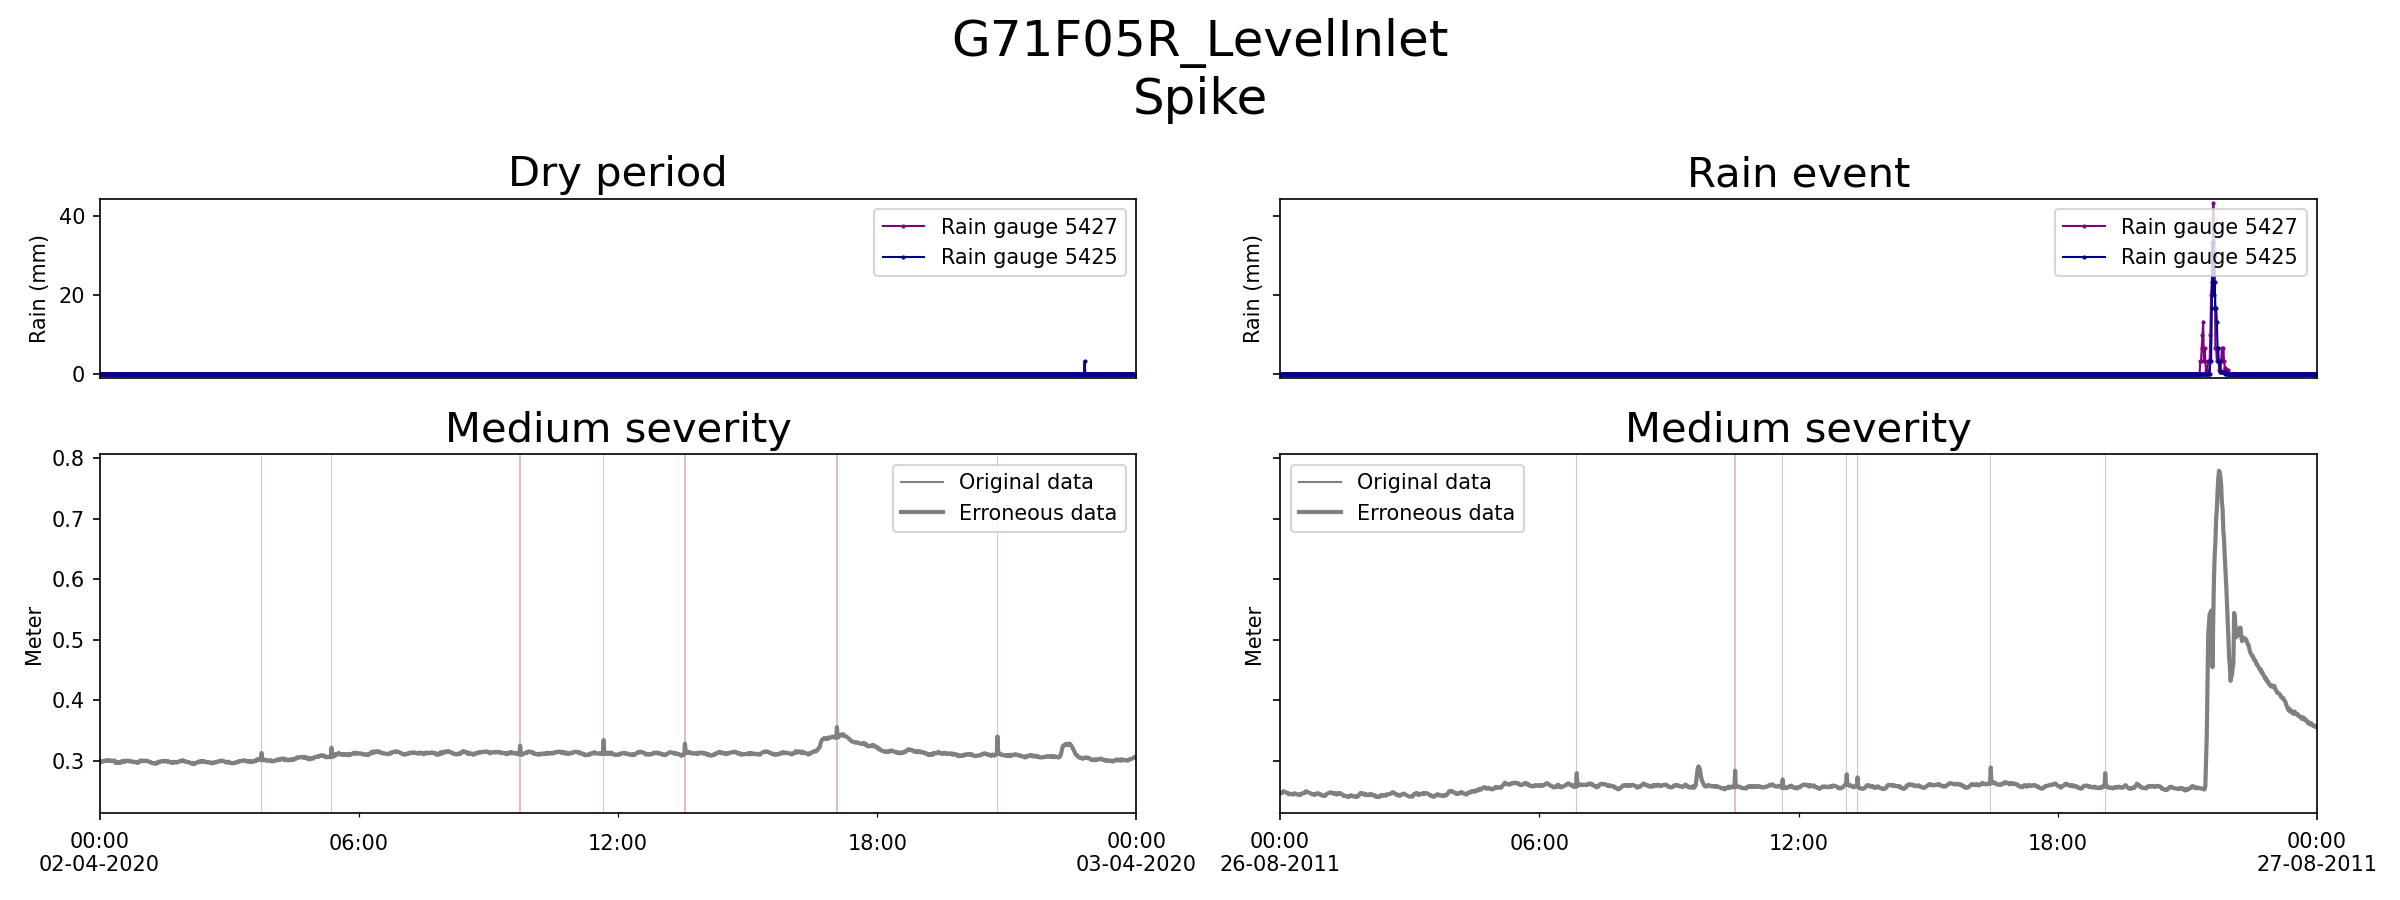 G71F05R_LevelInlet
Spike
Dry period
Rain (mm)
40
20
0
Rain gauge 5427
Rain gauge 5425
Rain event
Rain (mm)
Rain gauge 5427
Rain gauge 5425
Medium severity
Meter
0.8
0.7
0.6
0.5
0.4
0.3
Original data
Erroneous data
00:00
02-04-2020
06:00
12:00
18:00
00:00
03-04-2020
Medium severity
Meter
Original data
Erroneous data
00:00
26-08-2011
06:00
12:00
18:00
00:00
27-08-2011